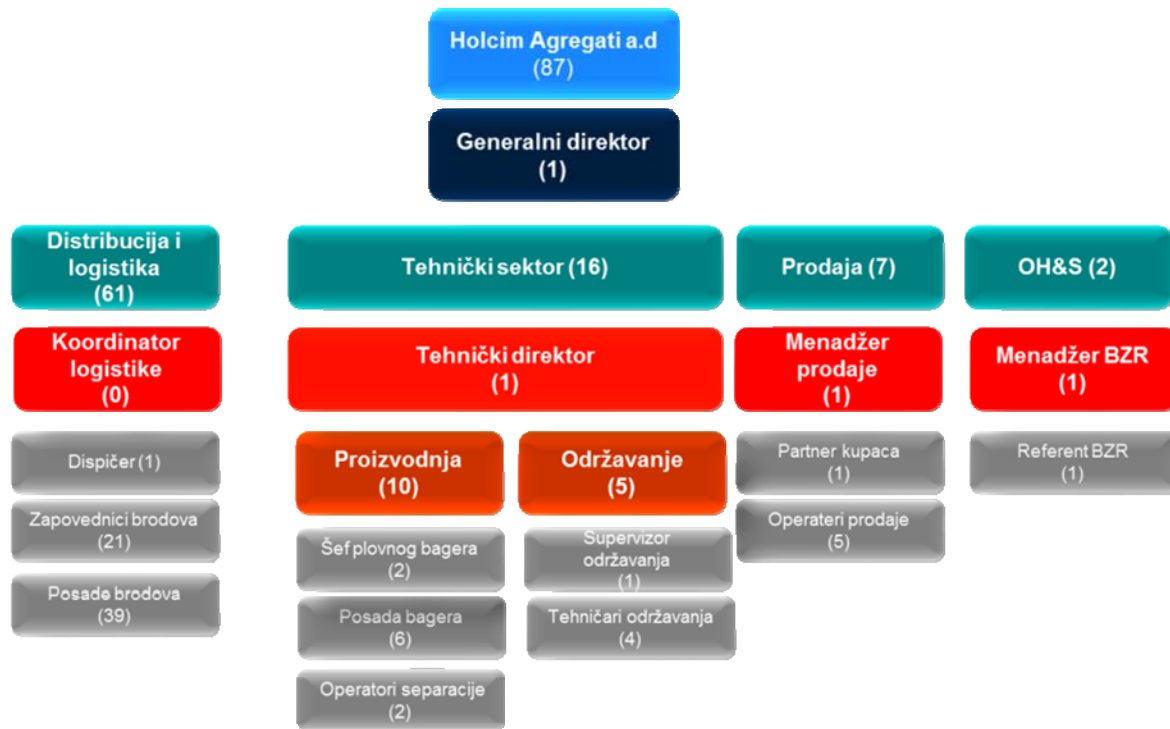 Holcim Agregati a.d
(87)
Generalni direktor
(1)
Distribucija i
logistika
(61)
Tehnički sektor (16)
Prodaja (7)
OH&S (2)
Koordinator
logistike
(0)
Tehnički direktor
(1)
Menadžer
prodaje
(1)
Menadžer BZR
(1)
Dispičer (1)
Zapovednici brodova
(21)
Posade brodova
(39)
Proizvodnja
(10)
Šef plovnog bagera
(2)
Posada bagera
(6)
Operatori separacije
(2)
Održavanje
(5)
Supervizor
održavanja
(1)
Tehničari održavanja
(4)
Partner kupaca
(1)
Operateri prodaje
(5)
Referent BZR
(1)